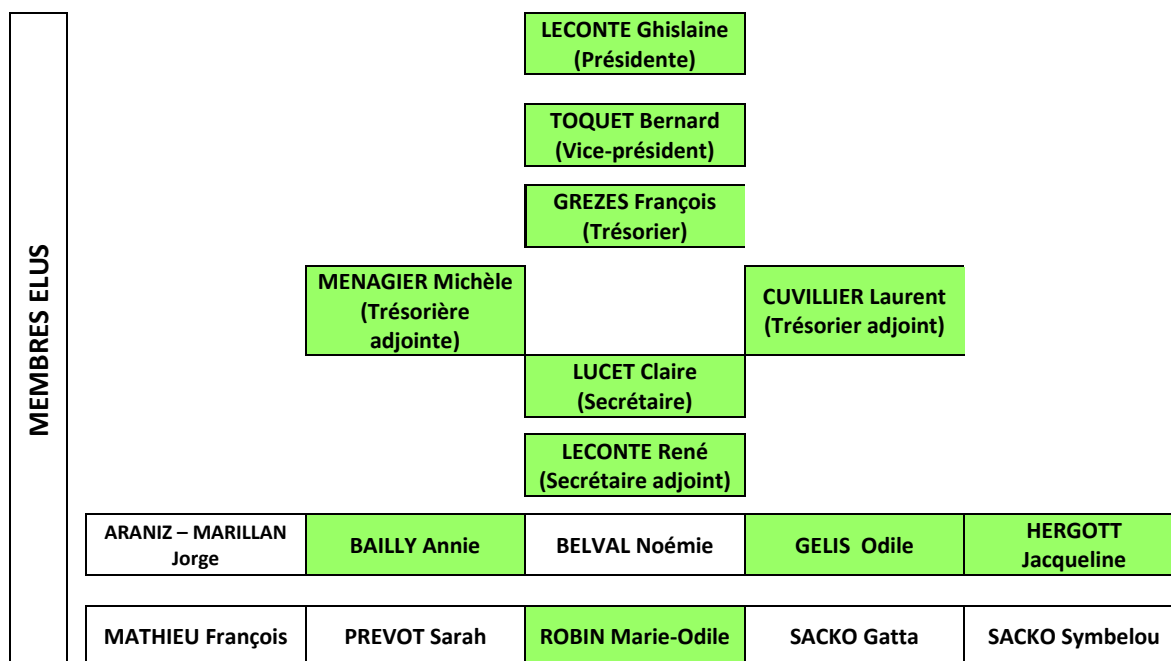 MEMBRES ELUS
LECONTE Ghislaine
(Présidente)
TOQUET Bernard
(Vice-président)
GREZES François
(Trésorier)
MENAGIER Michèle
(Trésorière
adjointe)
CUVILLIER Laurent
(Trésorier adjoint)
LUCET Claire
(Secrétaire)
LECONTE René
(Secrétaire adjoint)
ARANIZ – MARILLAN
Jorge
BAILLY Annie
BELVAL Noémie
GELIS Odile
HERGOTT
Jacqueline
MATHIEU François
PREVOT Sarah
ROBIN Marie-Odile
SACKO Gatta
SACKO Symbelou